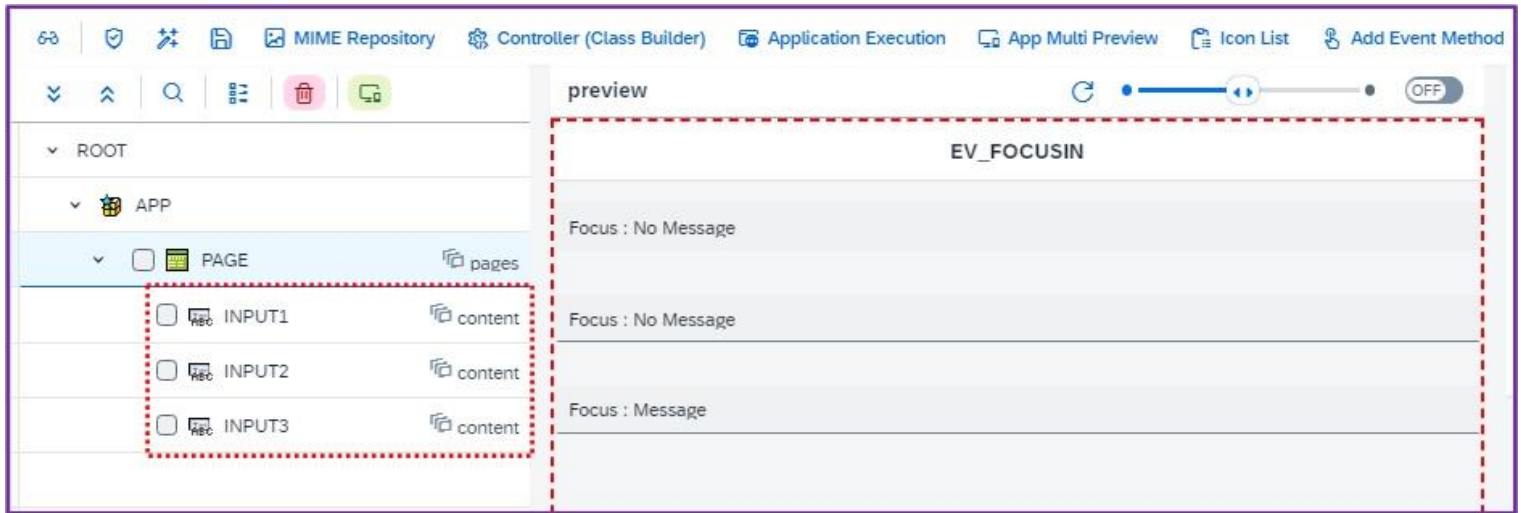 MIME Repository Controller (Class Builder) Application Execution App Multi Preview Icon List Add Event Method
preview OFF
ROOT
EV_FOCUSIN
APP
Focus : No Message
PAGE pages
INPUT1 content
Focus : No Message
INPUT2 content
Focus : Message
INPUT3 content